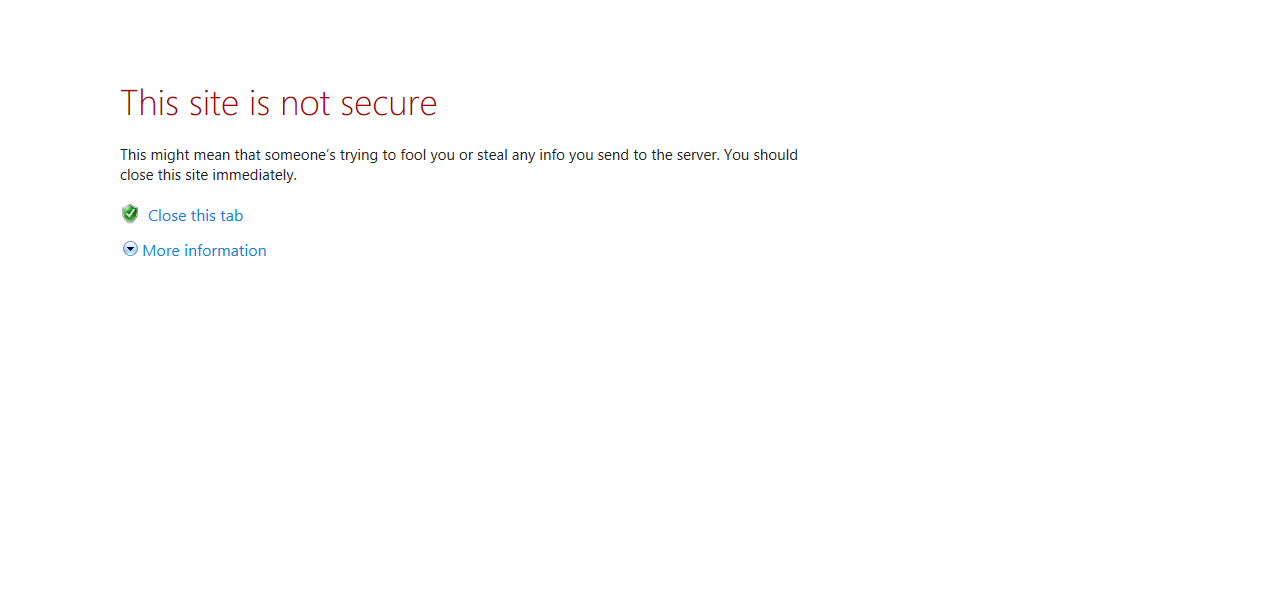 This site is not secure
This might mean that someone’s trying to fool you or steal any info you send to the server. You should
close this site immediately.
Close this tab
More information